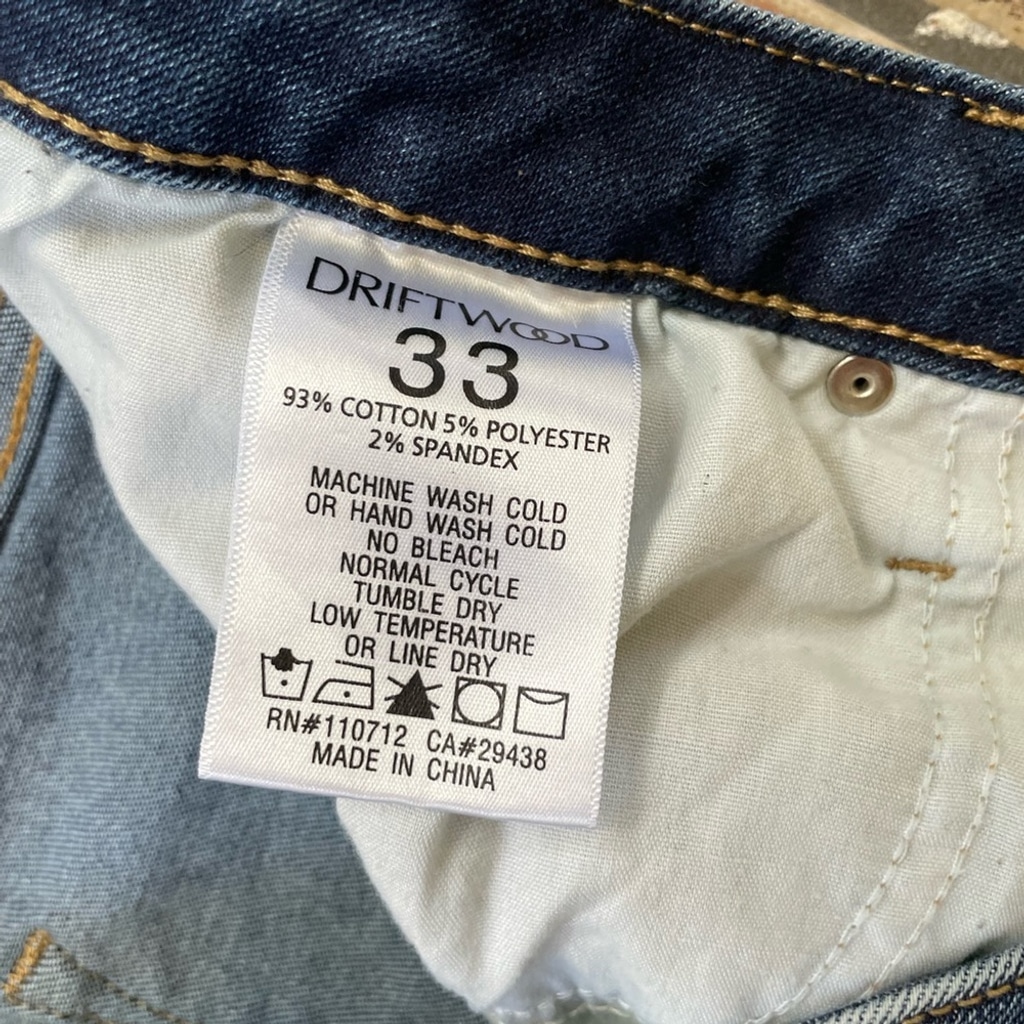 DRIFTWOOD
33
93% COTTON 5% POLYESTER
2% SPANDEX
MACHINE WASH COLD
OR HAND WASH COLD
NO BLEACH
NORMAL CYCLE
TUMBLE DRY
LOW TEMPERATURE
OR LINE DRY
RN#110712 CA#29438
MADE IN CHINA